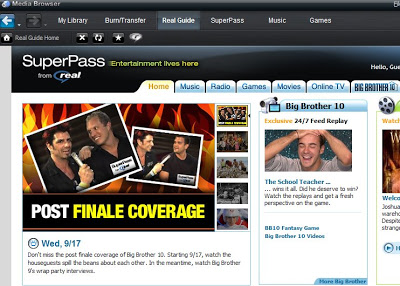 Media Browser
My Library Burn/Transfer Real Guide SuperPass Music Games
Real Guide Home
SuperPass Entertainment lives here
from real
Hello, Gue
Home Music Radio Games Movies Online TV BIG BROTHER 10
POST FINALE COVERAGE
Wed, 9/17
Don't miss the post finale coverage of Big Brother 10. Starting 9/17, watch the
houseguests spill the beans about each other. In the meantime, watch Big Brother
9's wrap party interviews.
Big Brother 10
Exclusive 24/7 Feed Replay
The School Teacher ...
... wins it all. Did he deserve to win?
Watch the replays and get a fresh
perspective on the game.
BB10 Fantasy Game
Big Brother 10 Videos
More Big Brother
Watc
Welco
Joshua
wareho
Despite
strange